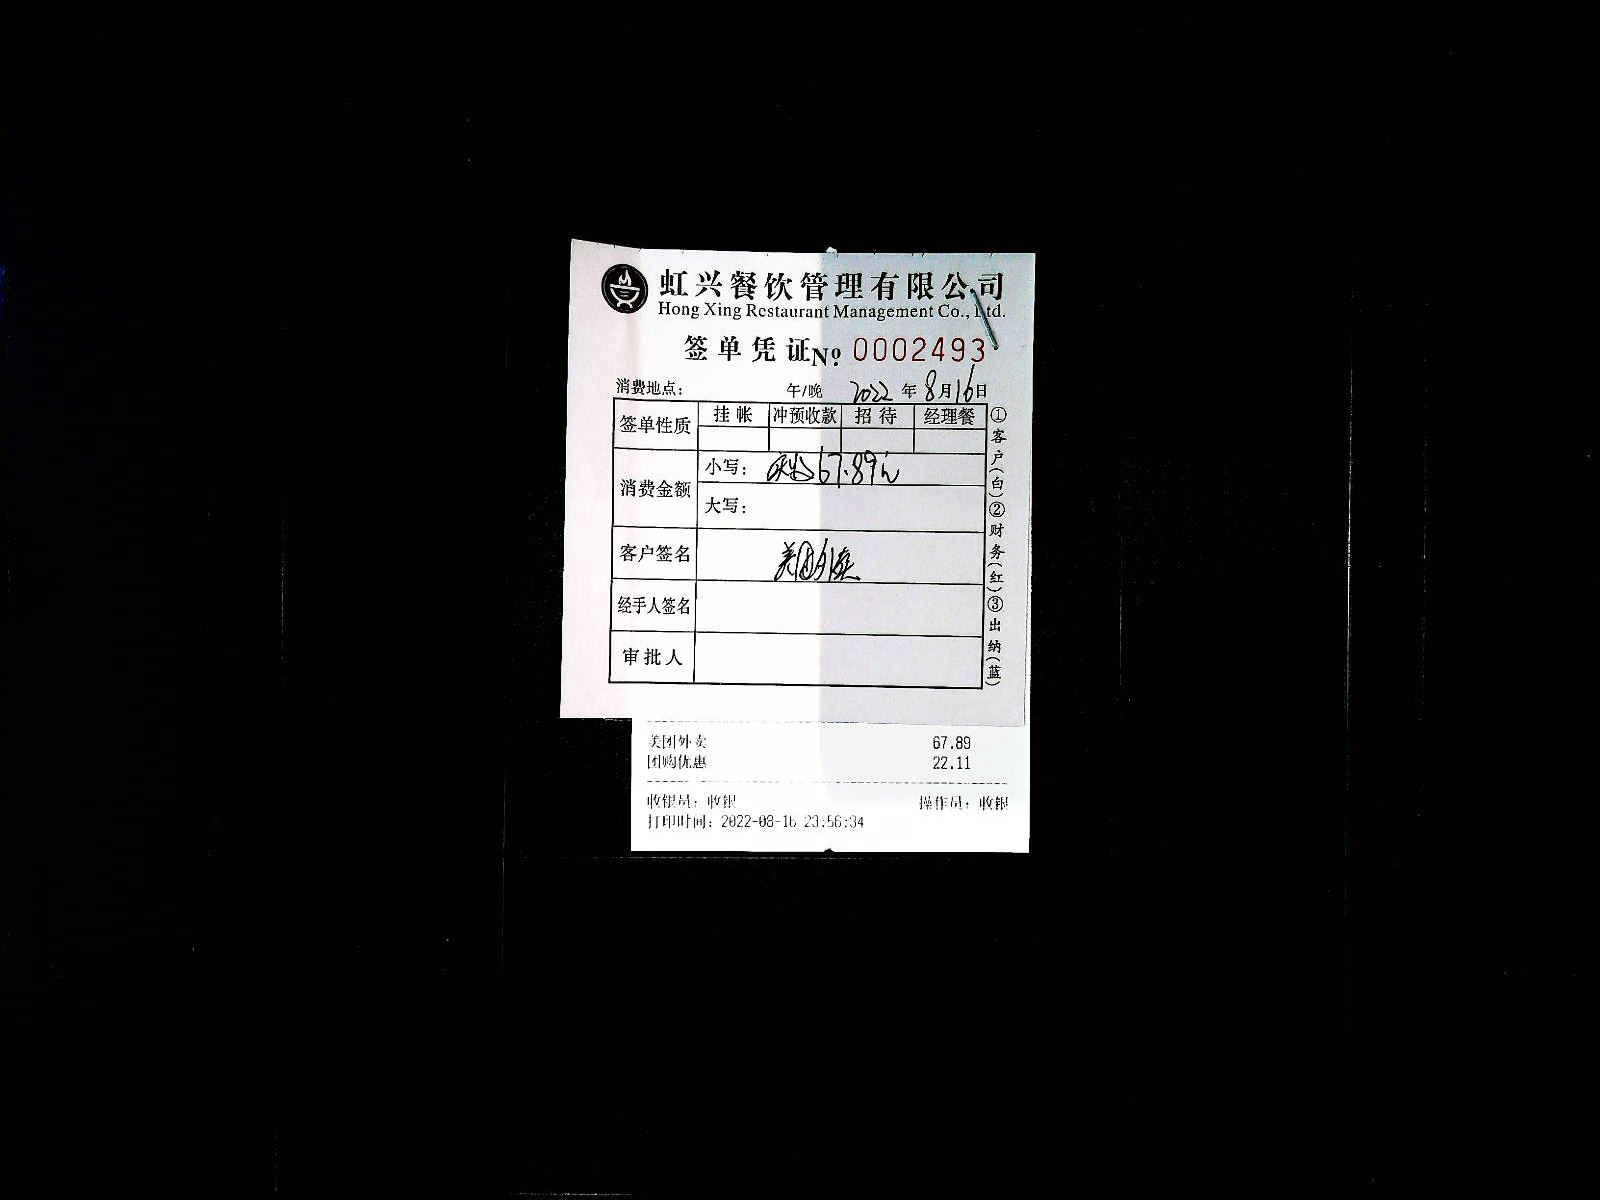 虹兴餐饮管理有限公司
Hong Xing Restaurant Management Co., Ltd.
签单凭证 № 0002493
消费地点: 午/晚 2022 年 8 月 16 日
签单性质 挂帐 冲预收款 招待 经理餐
消费金额 小写: 实收67.89元
大写:
客户签名 美团外卖
经手人签名
审批人
①客户(白)②财务(红)③出纳(蓝)
美团外卖 67.89
团购优惠 22.11
收银员: 收银 操作员: 收银
打印时间: 2022-08-16 23:56:34